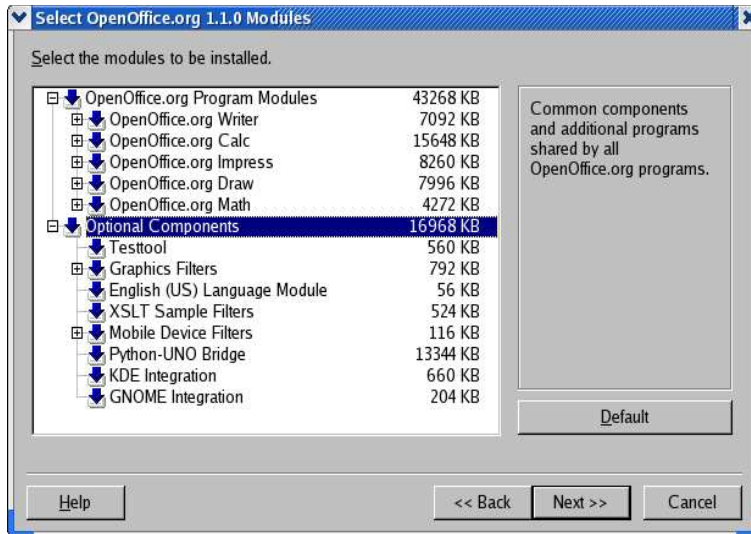 Select OpenOffice.org 1.1.0 Modules
Select the modules to be installed.
OpenOffice.org Program Modules 43268 KB
OpenOffice.org Writer 7092 KB
OpenOffice.org Calc 15648 KB
OpenOffice.org Impress 8260 KB
OpenOffice.org Draw 7996 KB
OpenOffice.org Math 4272 KB
Optional Components 16968 KB
Testtool 560 KB
Graphics Filters 792 KB
English (US) Language Module 56 KB
XSLT Sample Filters 524 KB
Mobile Device Filters 116 KB
Python-UNO Bridge 13344 KB
KDE Integration 660 KB
GNOME Integration 204 KB
Common components
and additional programs
shared by all
OpenOffice.org programs.
Default
Help
<< Back
Next >>
Cancel